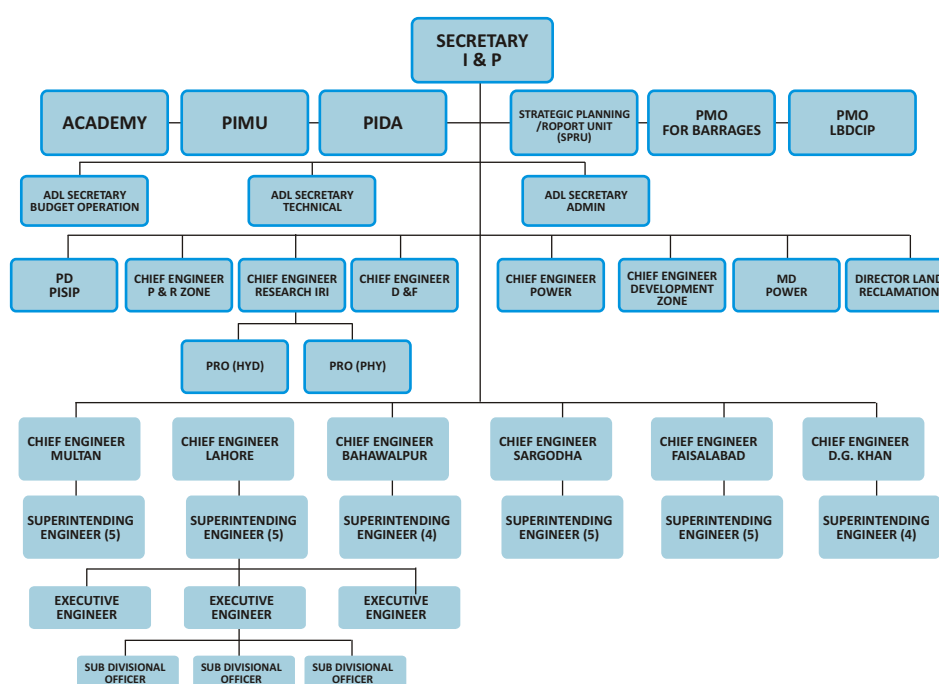 SECRETARY
I & P
ACADEMY
PIMU
PIDA
STRATEGIC PLANNING
/ROPORT UNIT
(SPRU)
PMO
FOR BARRAGES
PMO
LBDCIP
ADL SECRETARY
BUDGET OPERATION
ADL SECRETARY
TECHNICAL
ADL SECRETARY
ADMIN
PD
PISIP
CHIEF ENGINEER
P & R ZONE
CHIEF ENGINEER
RESEARCH IRI
CHIEF ENGINEER
D &F
CHIEF ENGINEER
POWER
CHIEF ENGINEER
DEVELOPMENT
ZONE
MD
POWER
DIRECTOR LAND
RECLAMATION
PRO (HYD)
PRO (PHY)
CHIEF ENGINEER
MULTAN
CHIEF ENGINEER
LAHORE
CHIEF ENGINEER
BAHAWALPUR
CHIEF ENGINEER
SARGODHA
CHIEF ENGINEER
FAISALABAD
CHIEF ENGINEER
D.G. KHAN
SUPERINTENDING
ENGINEER (5)
SUPERINTENDING
ENGINEER (5)
SUPERINTENDING
ENGINEER (4)
SUPERINTENDING
ENGINEER (5)
SUPERINTENDING
ENGINEER (5)
SUPERINTENDING
ENGINEER (4)
EXECUTIVE
ENGINEER
EXECUTIVE
ENGINEER
EXECUTIVE
ENGINEER
SUB DIVISIONAL
OFFICER
SUB DIVISIONAL
OFFICER
SUB DIVISIONAL
OFFICER